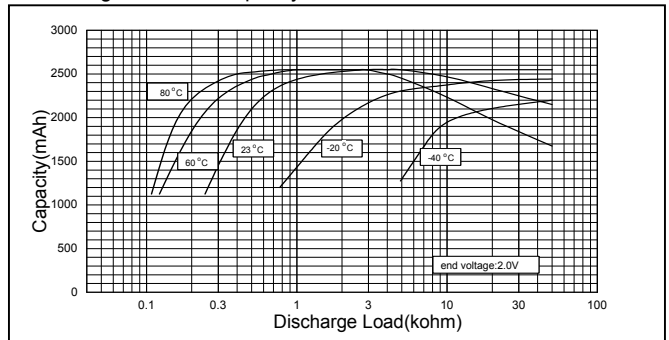 3000
2500
2000
1500
1000
500
0
Capacity(mAh)
80°C
60°C
23°C
-20°C
-40°C
end voltage:2.0V
0.1 0.3 1 3 10 30 100
Discharge Load(kohm)